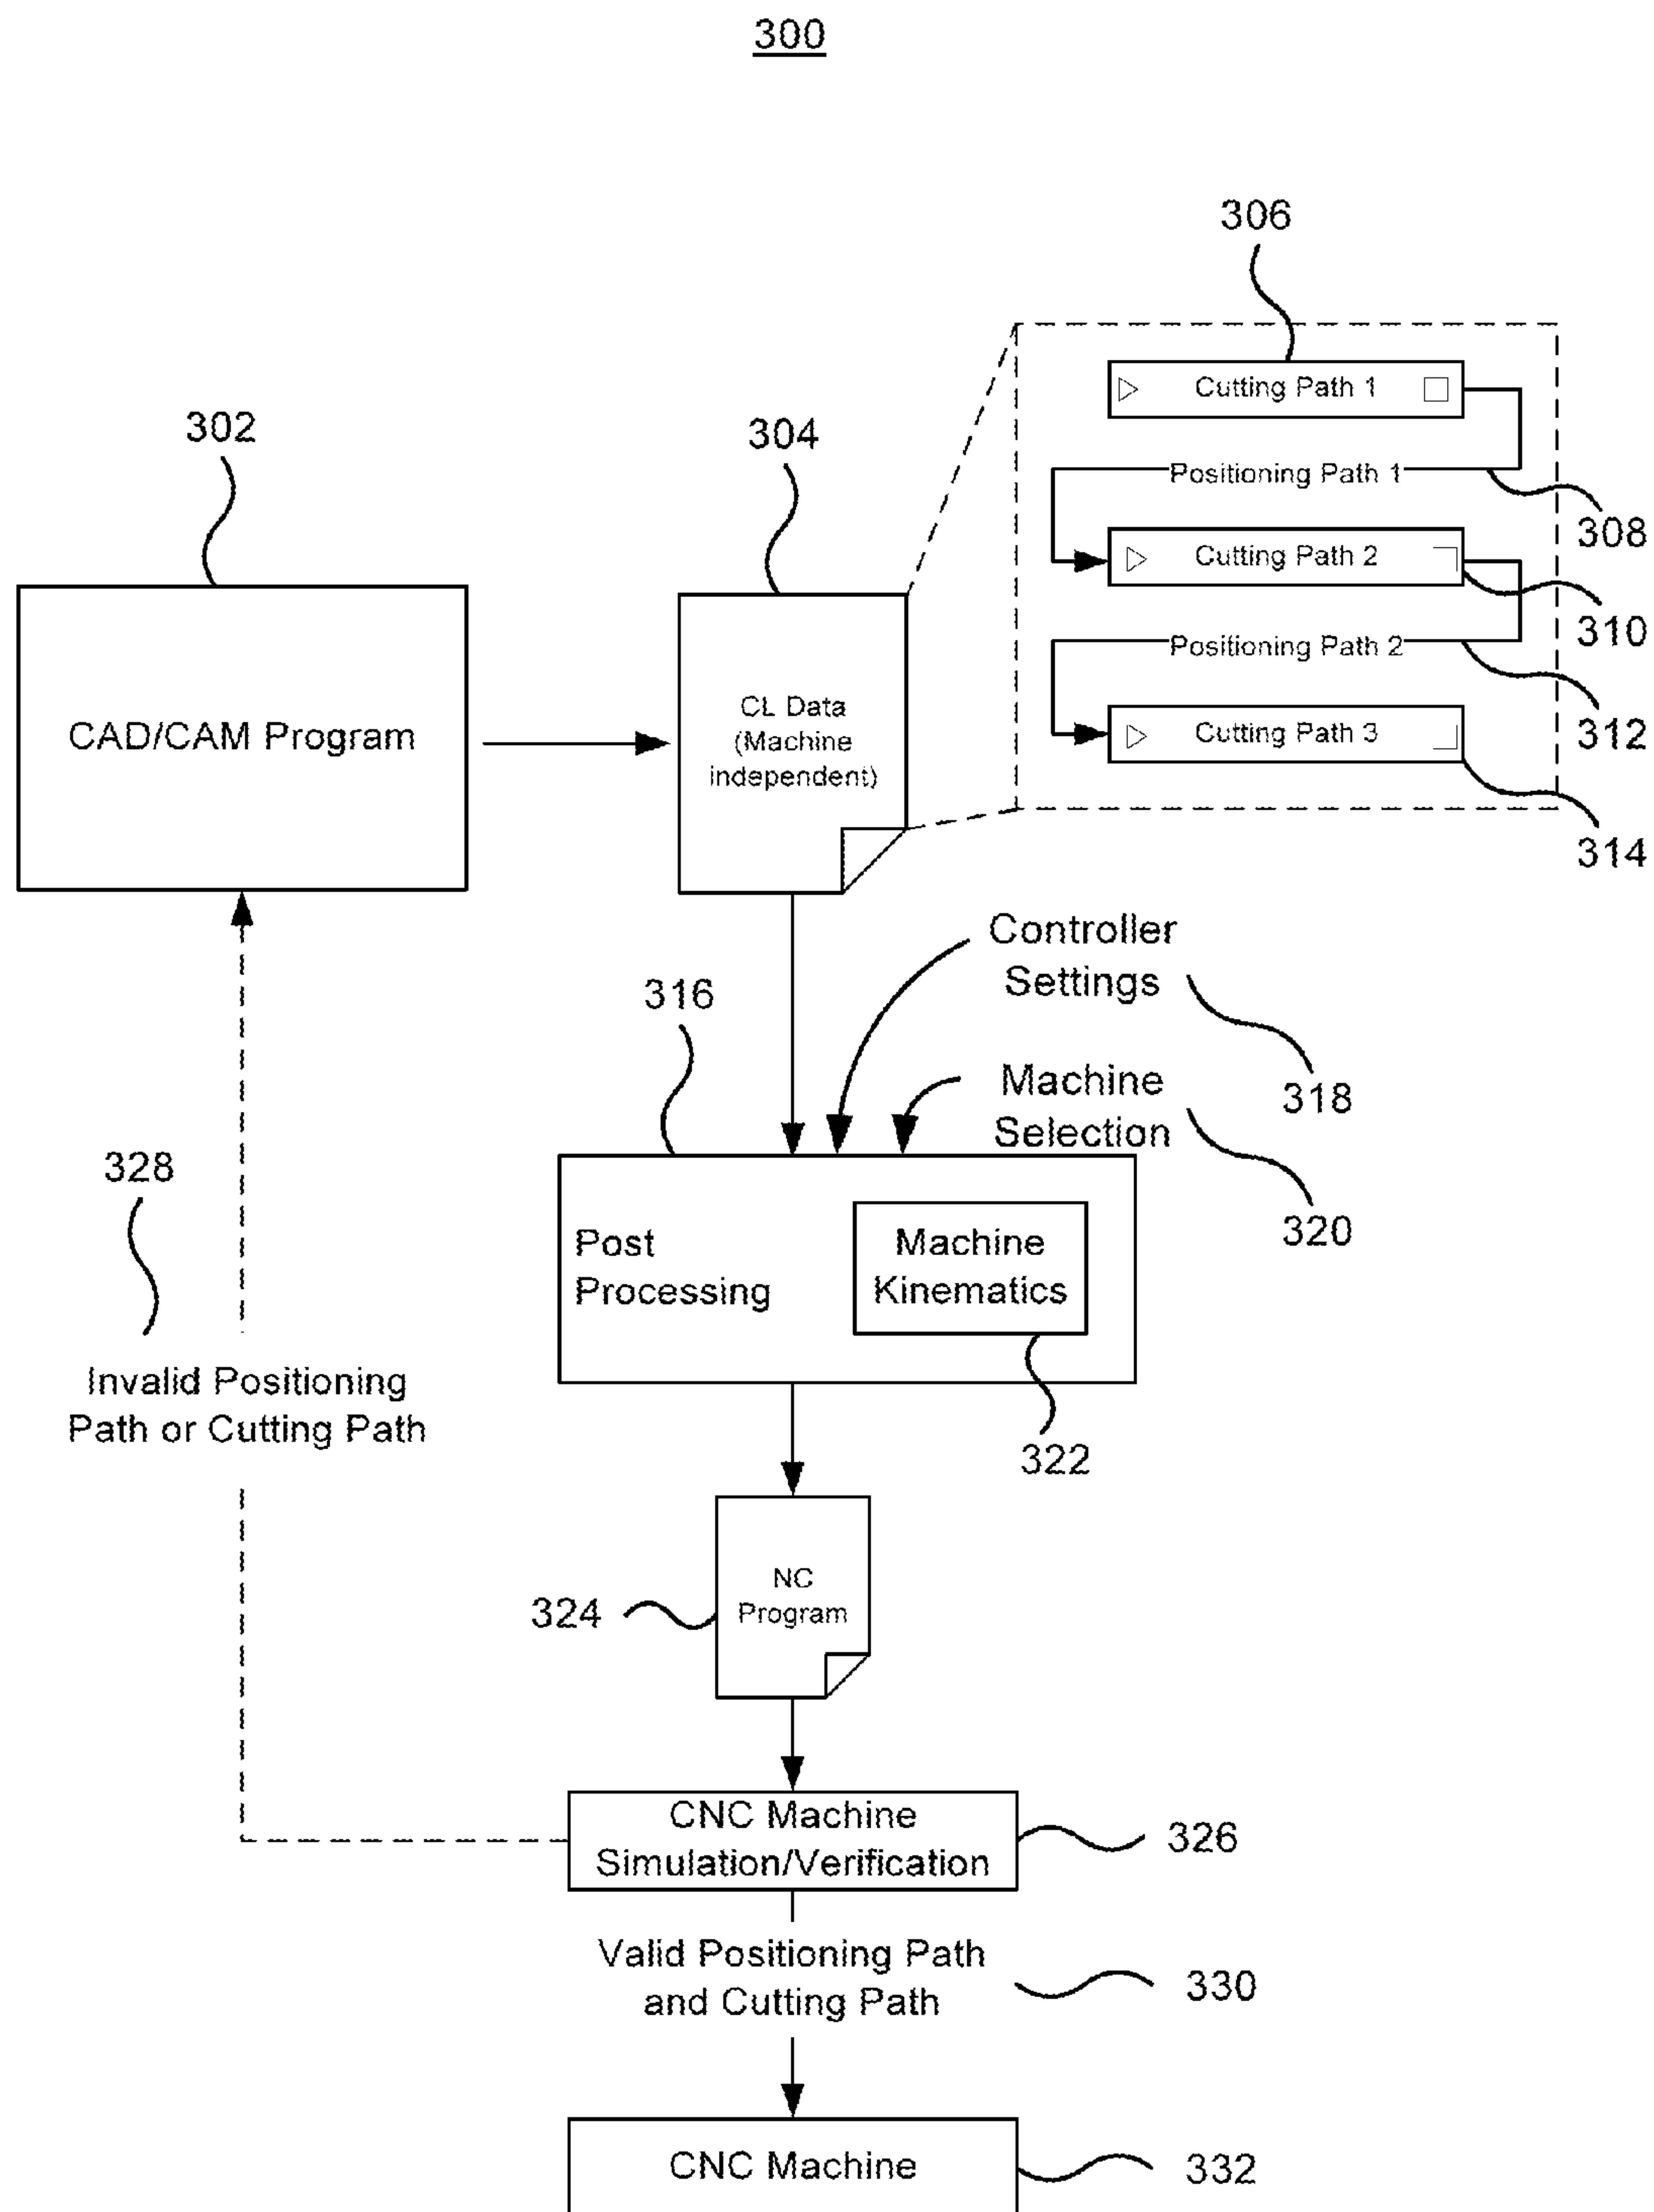 300
306
Cutting Path 1
302
304
Positioning Path 1
308
Cutting Path 2
310
Positioning Path 2
312
Cutting Path 3
314
CAD/CAM Program
CL Data
(Machine
independent)
Controller
Settings
318
316
Machine
Selection
320
328
Post
Processing
Machine
Kinematics
322
Invalid Positioning
Path or Cutting Path
NC
Program
324
CNC Machine
Simulation/Verification
326
Valid Positioning Path
and Cutting Path
330
CNC Machine
332